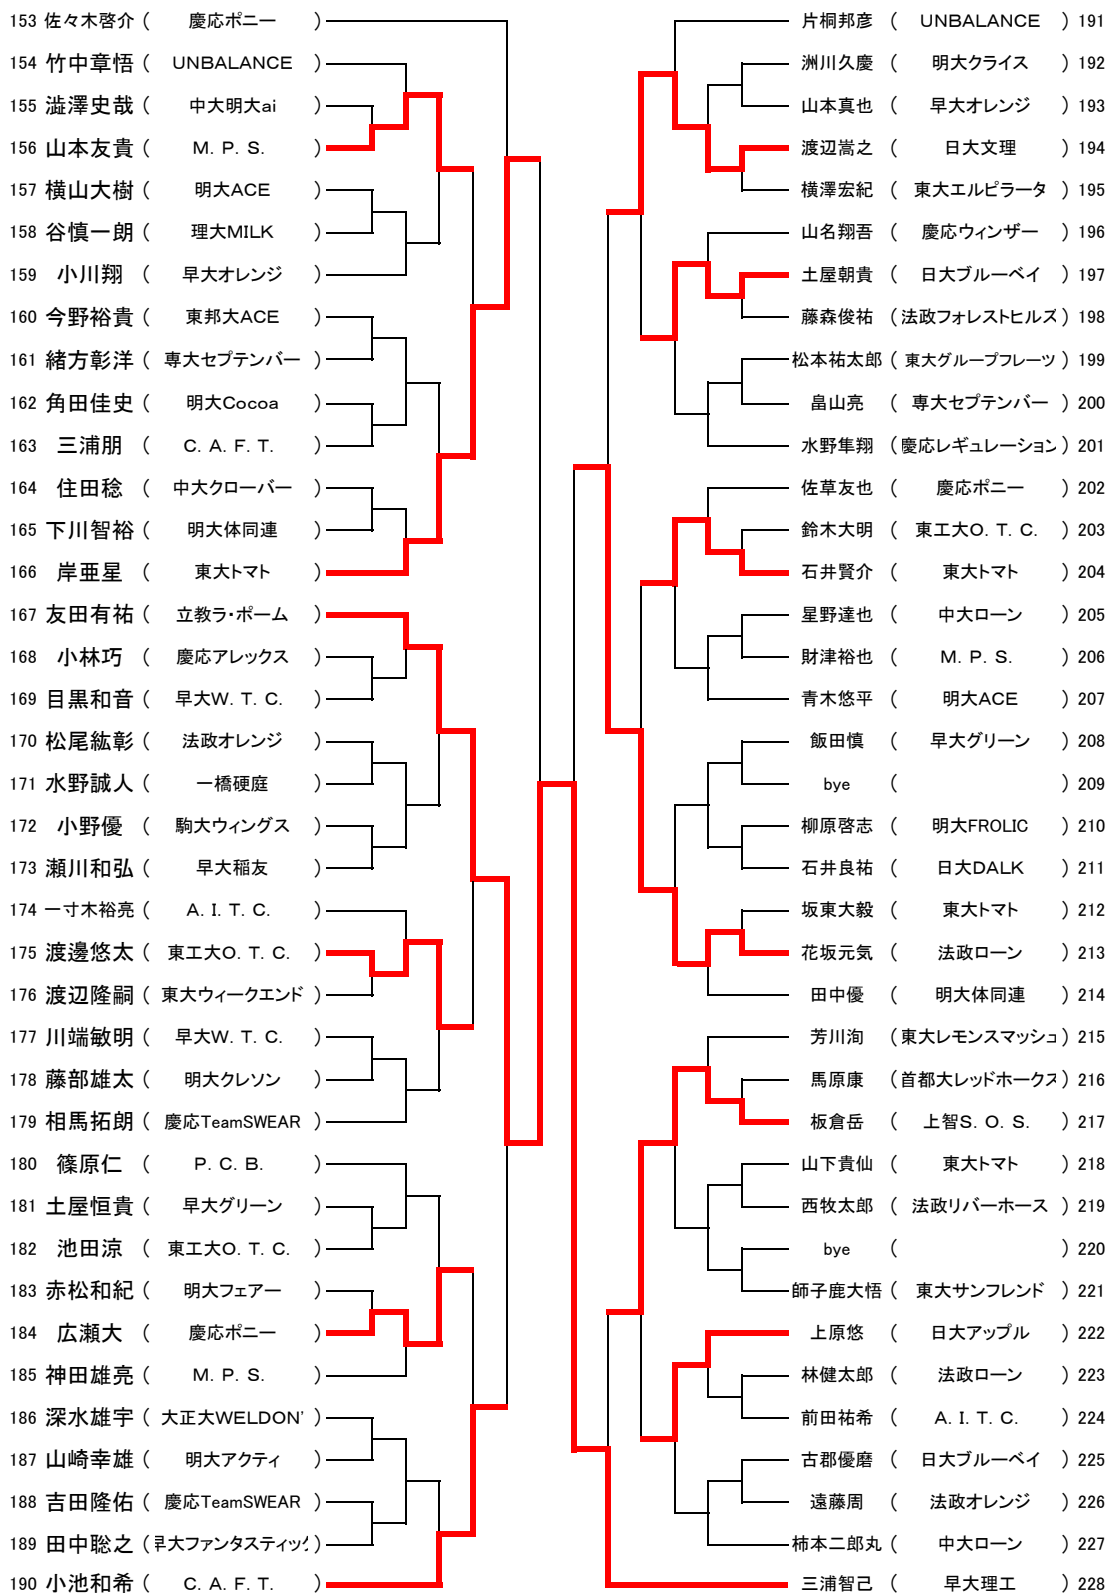 153 佐々木啓介 ( 慶応ポニー )
154 竹中章悟 ( UNBALANCE )
155 澁澤史哉 ( 中大明大ai )
156 山本友貴 ( M. P. S. )
157 横山大樹 ( 明大ACE )
158 谷慎一朗 ( 理大MILK )
159 小川翔 ( 早大オレンジ )
160 今野裕貴 ( 東邦大ACE )
161 緒方彰洋 ( 専大セプテンバー )
162 角田佳史 ( 明大Cocoa )
163 三浦朋 ( C. A. F. T. )
164 住田稔 ( 中大クローバー )
165 下川智裕 ( 明大体同連 )
166 岸亜星 ( 東大トマト )
167 友田有祐 ( 立教ラ・ポーム )
168 小林巧 ( 慶応アレックス )
169 目黒和音 ( 早大W. T. C. )
170 松尾紘彰 ( 法政オレンジ )
171 水野誠人 ( 一橋硬庭 )
172 小野優 ( 駒大ウィングス )
173 瀬川和弘 ( 早大稲友 )
174 一寸木裕亮 ( A. I. T. C. )
175 渡邊悠太 ( 東工大O. T. C. )
176 渡辺隆嗣 ( 東大ウィークエンド )
177 川端敏明 ( 早大W. T. C. )
178 藤部雄太 ( 明大クレソン )
179 相馬拓朗 ( 慶応TeamSWEAR )
180 篠原仁 ( P. C. B. )
181 土屋恒貴 ( 早大グリーン )
182 池田涼 ( 東工大O. T. C. )
183 赤松和紀 ( 明大フェアー )
184 広瀬大 ( 慶応ポニー )
185 神田雄亮 ( M. P. S. )
186 深水雄宇 ( 大正大WELDON' )
187 山崎幸雄 ( 明大アクティ )
188 吉田隆佑 ( 慶応TeamSWEAR )
189 田中聡之 ( 早大ファンタスティック )
190 小池和希 ( C. A. F. T. )
片桐邦彦 ( UNBALANCE ) 191
洲川久慶 ( 明大クライス ) 192
山本真也 ( 早大オレンジ ) 193
渡辺嵩之 ( 日大文理 ) 194
横澤宏紀 ( 東大エルピラータ ) 195
山名翔吾 ( 慶応ウィンザー ) 196
土屋朝貴 ( 日大ブルーベイ ) 197
藤森俊祐 ( 法政フォレストヒルズ ) 198
松本祐太郎 ( 東大グループフレーツ ) 199
畠山亮 ( 専大セプテンバー ) 200
水野隼翔 ( 慶応レギュレーション ) 201
佐草友也 ( 慶応ポニー ) 202
鈴木大明 ( 東工大O. T. C. ) 203
石井賢介 ( 東大トマト ) 204
星野達也 ( 中大ローン ) 205
財津裕也 ( M. P. S. ) 206
青木悠平 ( 明大ACE ) 207
飯田慎 ( 早大グリーン ) 208
bye ( ) 209
柳原啓志 ( 明大FROLIC ) 210
石井良祐 ( 日大DALK ) 211
坂東大毅 ( 東大トマト ) 212
花坂元気 ( 法政ローン ) 213
田中優 ( 明大体同連 ) 214
芳川洵 ( 東大レモンスマッシュ ) 215
馬原康 ( 首都大レッドホークス ) 216
板倉岳 ( 上智S. O. S. ) 217
山下貴仙 ( 東大トマト ) 218
西牧太郎 ( 法政リバーホース ) 219
bye ( ) 220
師子鹿大悟 ( 東大サンフレンド ) 221
上原悠 ( 日大アップル ) 222
林健太郎 ( 法政ローン ) 223
前田祐希 ( A. I. T. C. ) 224
古郡優磨 ( 日大ブルーベイ ) 225
遠藤周 ( 法政オレンジ ) 226
柿本二郎丸 ( 中大ローン ) 227
三浦智己 ( 早大理工 ) 228